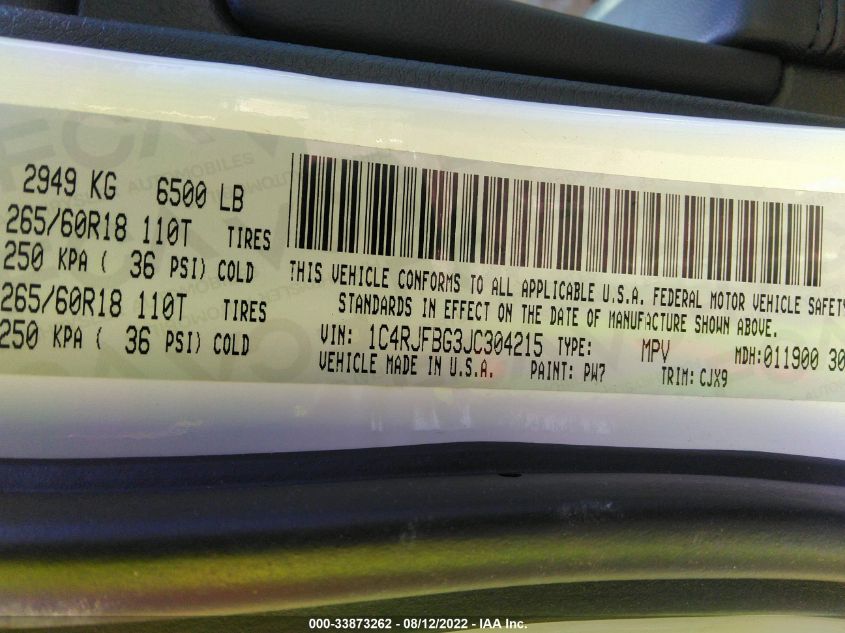 2949 KG 6500 LB
265/60R18 110T TIRES
250 KPA ( 36 PSI) COLD
265/60R18 110T TIRES
250 KPA ( 36 PSI) COLD
THIS VEHICLE CONFORMS TO ALL APPLICABLE U.S.A. FEDERAL MOTOR VEHICLE SAFETY
STANDARDS IN EFFECT ON THE DATE OF MANUFACTURE SHOWN ABOVE.
VIN: 1C4RJFBG3JC304215 TYPE: MPV MDH:011900 30
VEHICLE MADE IN U.S.A. PAINT: PW7 TRIM: CJX9
000-33873262 - 08/12/2022 - IAA Inc.